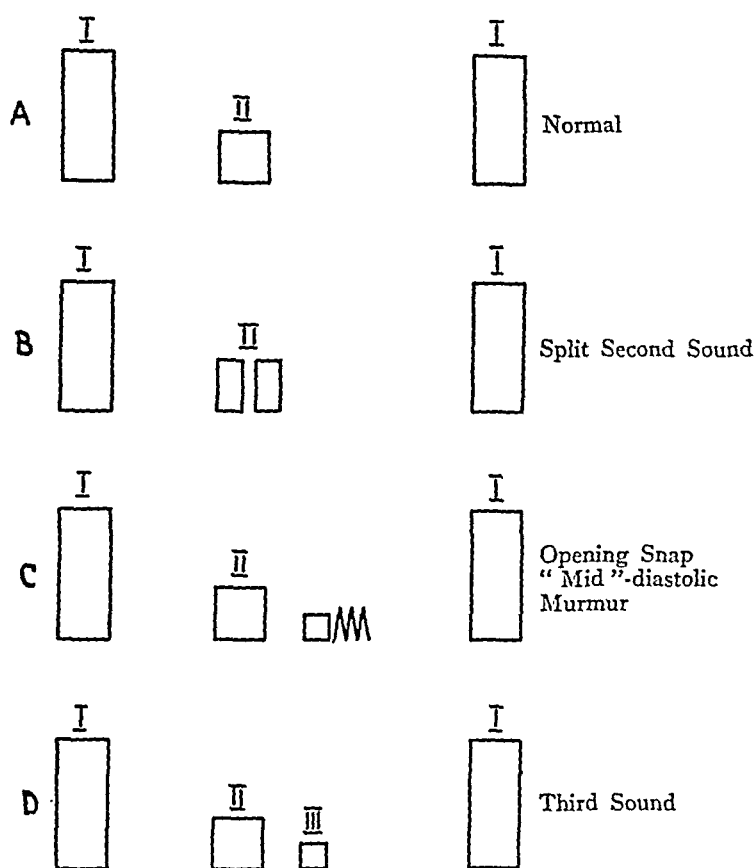 I I
A II Normal
I I
B II Split Second Sound
I I
C II Opening Snap
" Mid "-diastolic
Murmur
I I
D II III Third Sound